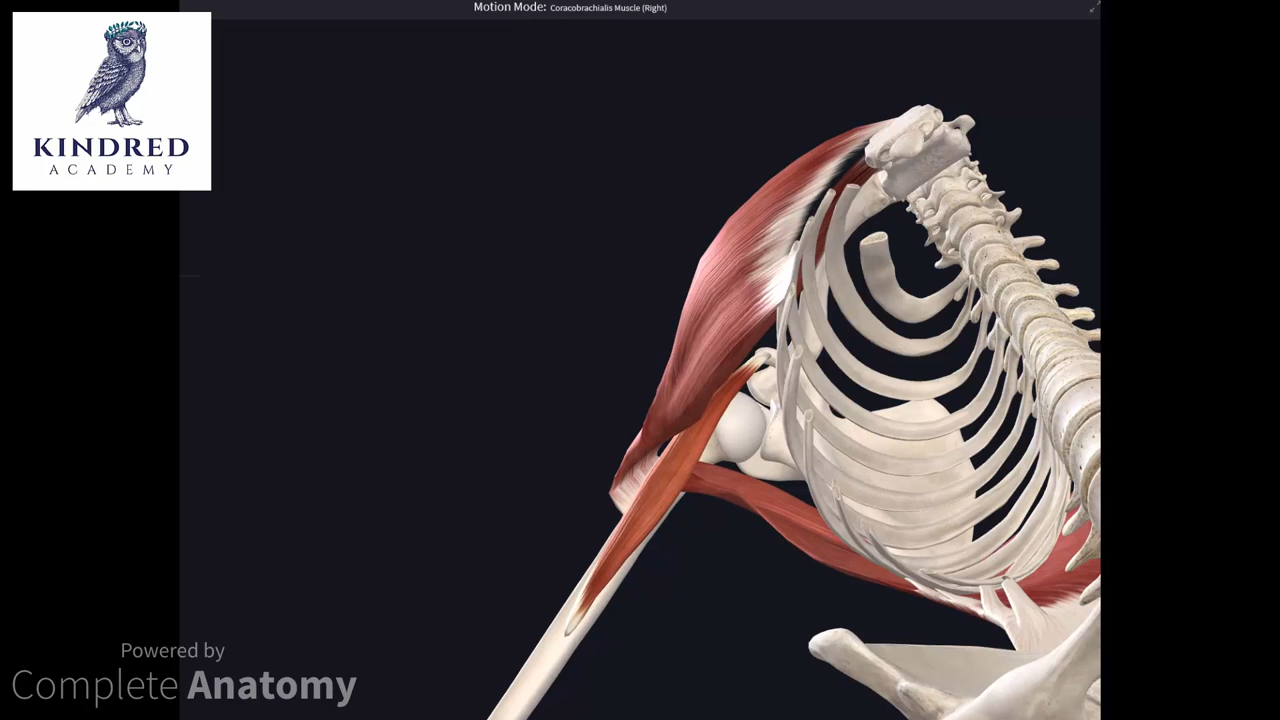 Motion Mode: Coracobrachialis Muscle (Right)
KINDRED
ACADEMY
Powered by
Complete Anatomy